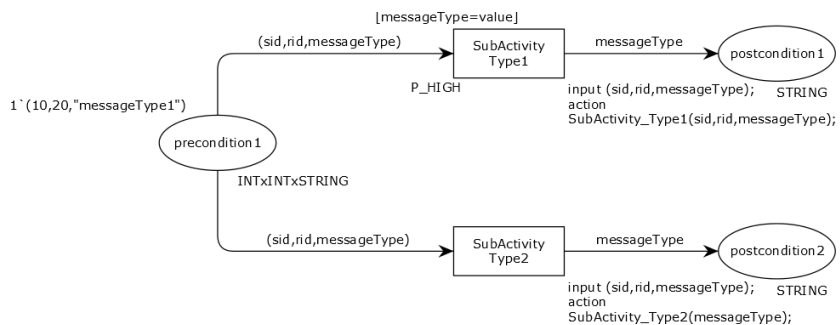 [messageType=value]
(sid,rid,messageType)
SubActivity
Type1
messageType
postcondition1
P_HIGH
input (sid,rid,messageType);
action
SubActivity_Type1(sid,rid,messageType);
STRING
1`(10,20,"messageType1")
precondition1
INTxINTxSTRING
(sid,rid,messageType)
SubActivity
Type2
messageType
postcondition2
input (sid,rid,messageType);
action
SubActivity_Type2(messageType);
STRING